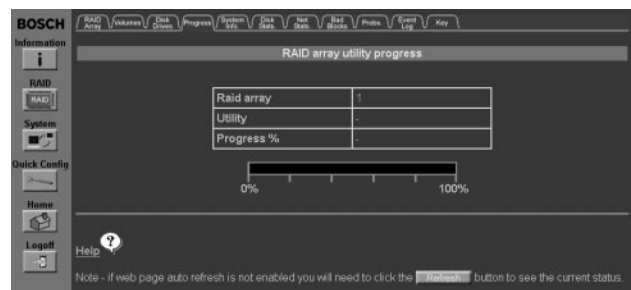 BOSCH
RAID Array Volumes Disk Drives Progress System Info. Disk Stats. Net Stats. Bad Blocks Probs. Event Log Key
Information
i
RAID array utility progress
RAID
RAID
Raid array 1
Utility -
Progress % -
System
Quick Config
0% 100%
Home
Logoff
Help ?
Note - if web page auto refresh is not enabled you will need to click the Refresh button to see the current status.